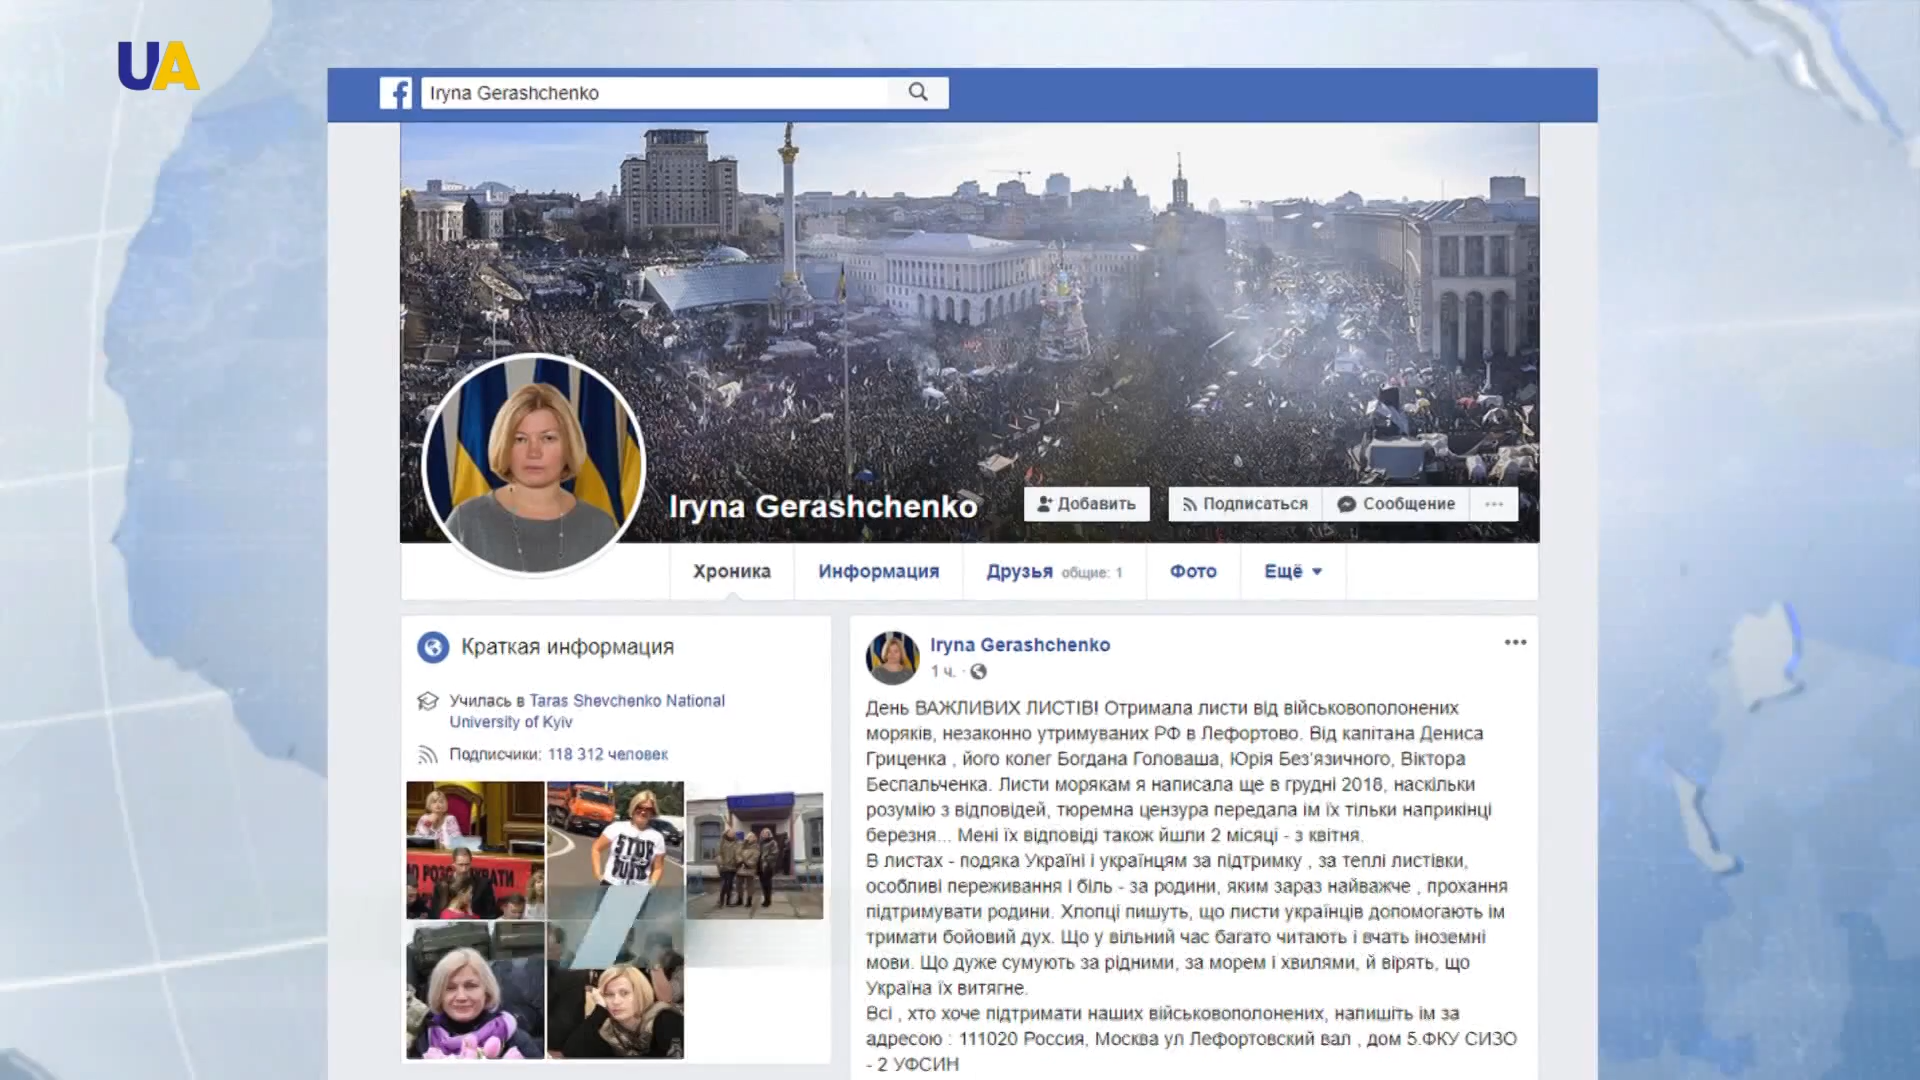 UA
Iryna Gerashchenko
Iryna Gerashchenko
Добавить
Подписаться
Сообщение
Хроника
Информация
Друзья общие: 1
Фото
Ещё
Краткая информация
Училась в Taras Shevchenko National
University of Kyiv
Подписчики: 118 312 человек
STOP
Iryna Gerashchenko
1 ч.
День ВАЖЛИВИХ ЛИСТІВ! Отримала листи від військовополонених
моряків, незаконно утримуваних РФ в Лефортово. Від капітана Дениса
Гриценка , його колег Богдана Головаша, Юрія Без'язичного, Віктора
Беспальченка. Листи морякам я написала ще в грудні 2018, наскільки
розумію з відповідей, тюремна цензура передала їм їх тільки наприкінці
березня... Мені їх відповіді також йшли 2 місяці - з квітня.
В листах - подяка Україні і українцям за підтримку , за теплі листівки,
особливі переживання і біль - за родини, яким зараз найважче , прохання
підтримувати родини. Хлопці пишуть, що листи українців допомогають їм
тримати бойовий дух. Що у вільний час багато читають і вчать іноземні
мови. Що дуже сумують за рідними, за морем і хвилями, й вірять, що
Україна їх витягне.
Всі , хто хоче підтримати наших військовополонених, напишіть їм за
адресою : 111020 Россия, Москва ул Лефортовский вал , дом 5.ФКУ СИЗО
- 2 УФСИН